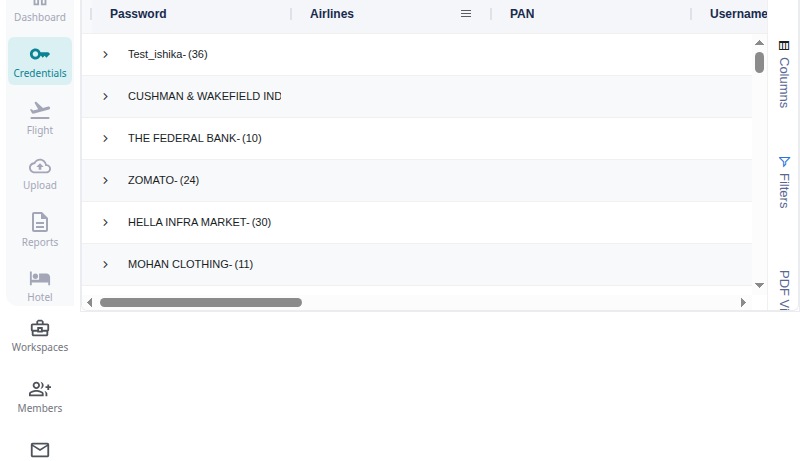 Dashboard
Credentials
Flight
Upload
Reports
Hotel
Workspaces
Members
Password Airlines PAN Username
Test_ishika- (36)
CUSHMAN & WAKEFIELD IND
THE FEDERAL BANK- (10)
ZOMATO- (24)
HELLA INFRA MARKET- (30)
MOHAN CLOTHING- (11)
Columns
Filters
PDF Vi